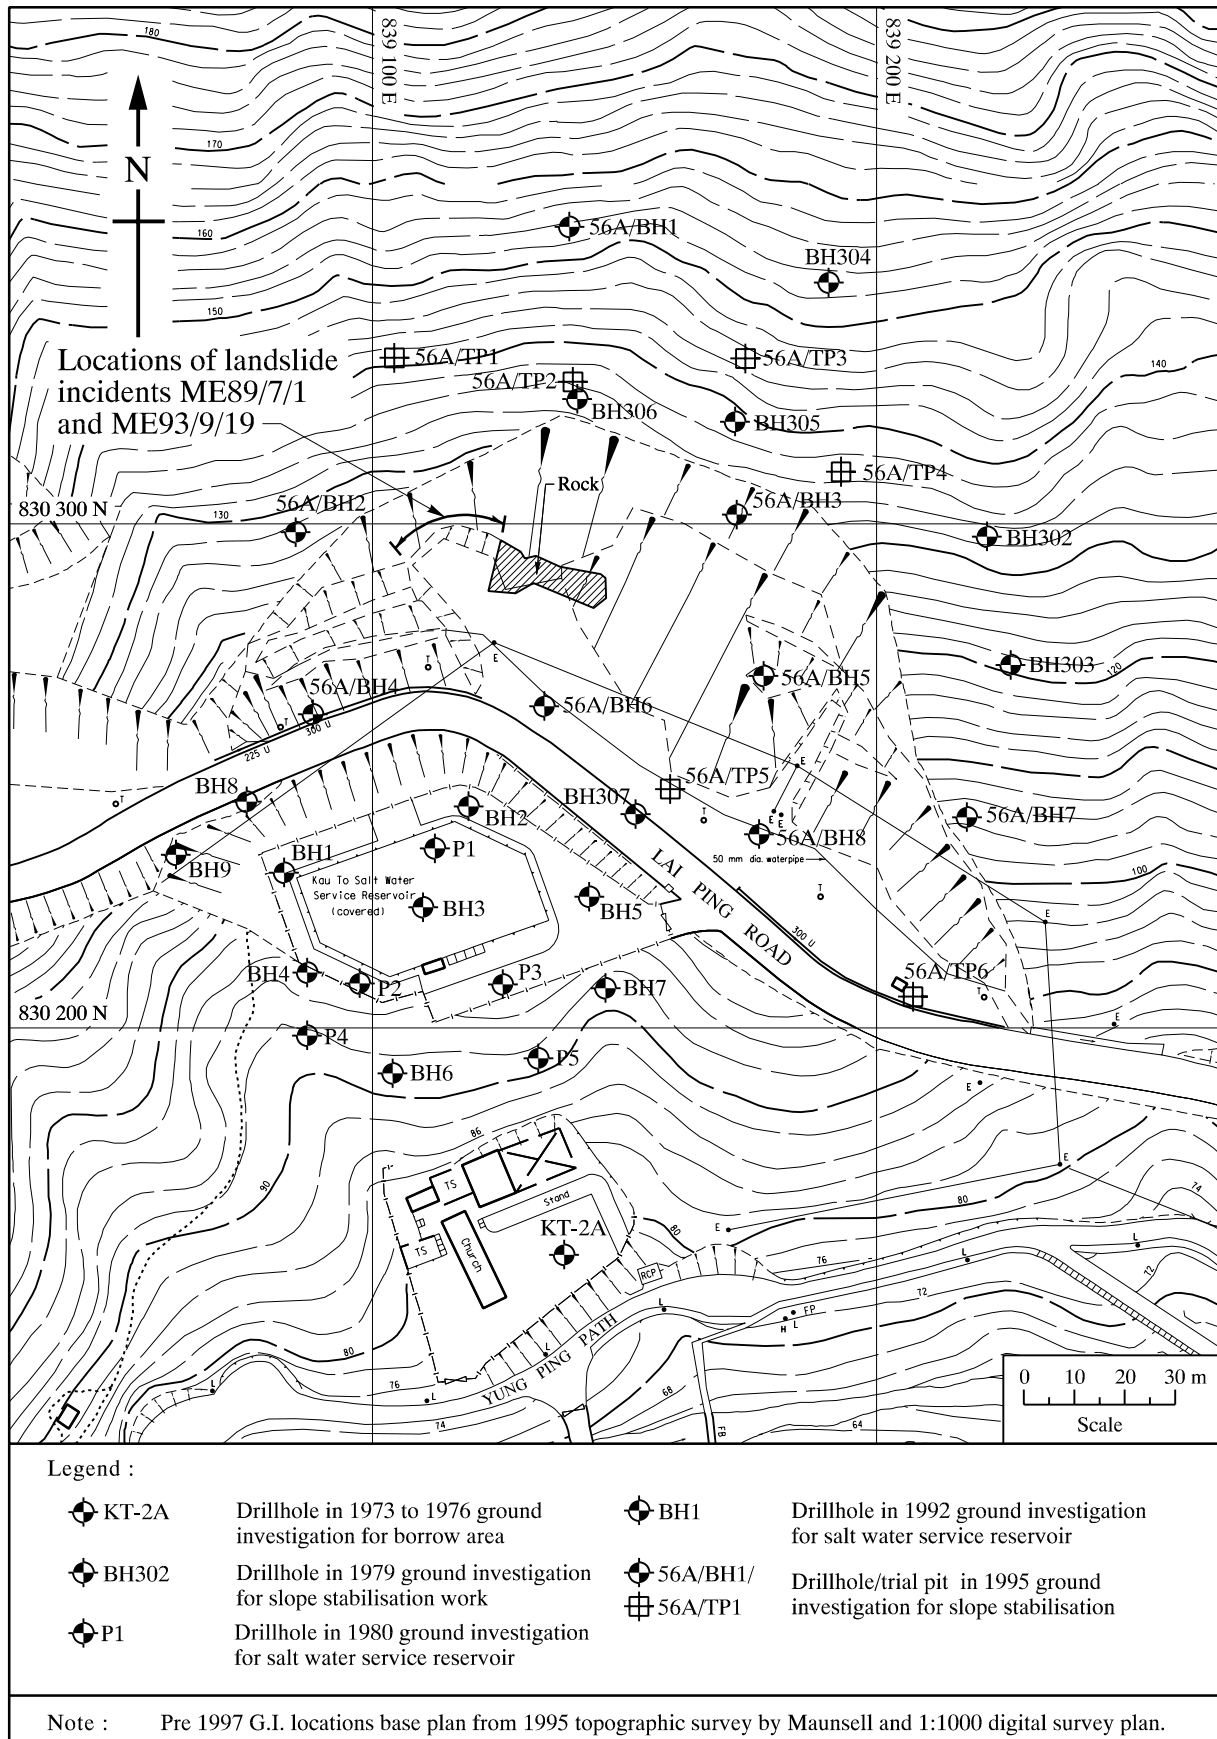 180
839 100 E
839 200 E
170
N
160
56A/BH1
BH304
150
Locations of landslide
incidents ME89/7/1
and ME93/9/19
56A/TP1
56A/TP3
140
56A/TP2
BH306
BH305
56A/TP4
Rock
830 300 N
130
56A/BH2
56A/BH3
BH302
T
E
BH303
120
56A/BH4
56A/BH5
56A/BH6
T
225 U
300 U
E
56A/TP5
BH8
T
BH2
BH307
T
E
E
56A/BH7
56A/BH8
P1
LAI PING ROAD
50 mm dia. waterpipe
BH9
BH1
100
Kau To Salt Water
Service Reservoir
(covered)
BH3
BH5
T
E
300 U
BH4
P2
P3
BH7
56A/TP6
T
830 200 N
E
P4
P5
BH6
E
86
E
90
TS
Stand
74
80
80
E
KT-2A
TS
Church
L
76
L
72
RCP
L
72
FP
L
H
L
YUNG PING PATH
80
76
L
L
74
68
FB
64
0 10 20 30 m
Scale
Legend :
KT-2A
Drillhole in 1973 to 1976 ground
investigation for borrow area
BH302
Drillhole in 1979 ground investigation
for slope stabilisation work
P1
Drillhole in 1980 ground investigation
for salt water service reservoir
BH1
Drillhole in 1992 ground investigation
for salt water service reservoir
56A/BH1/
56A/TP1
Drillhole/trial pit in 1995 ground
investigation for slope stabilisation
Note : Pre 1997 G.I. locations base plan from 1995 topographic survey by Maunsell and 1:1000 digital survey plan.